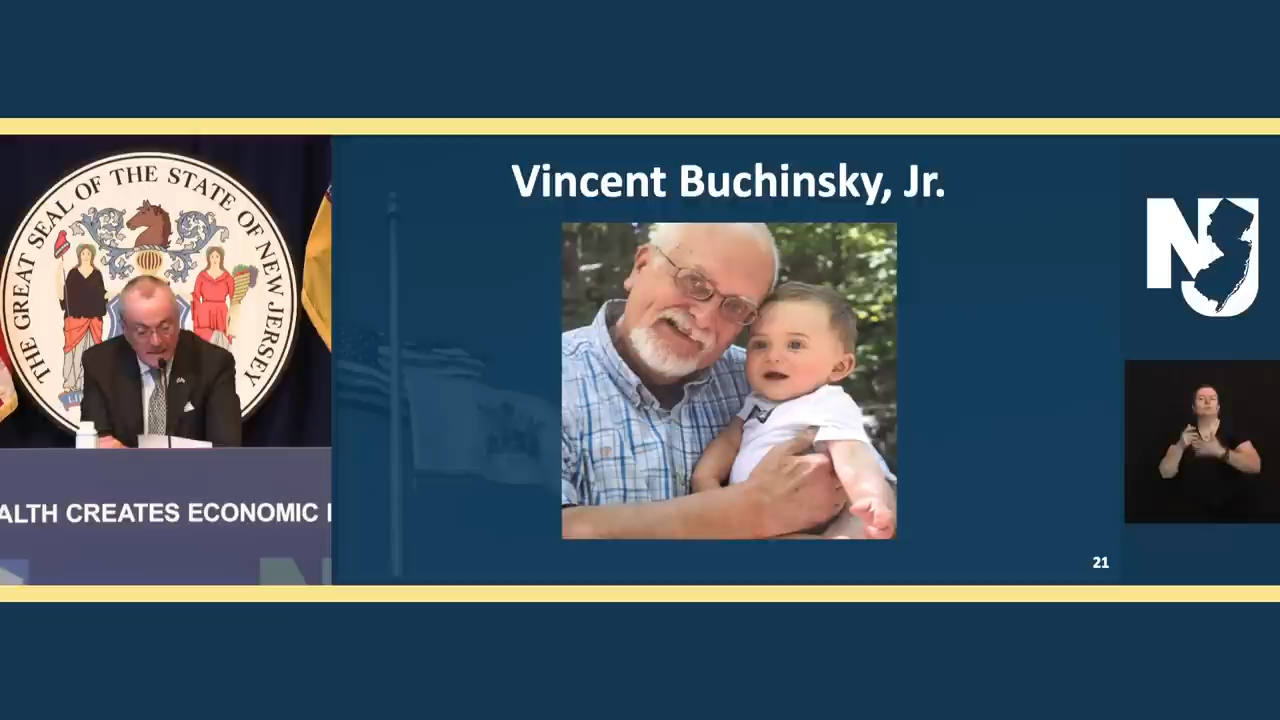 THE GREAT SEAL OF THE STATE OF NEW JERSEY
ALTH CREATES ECONOMIC
Vincent Buchinsky, Jr.
21
NJ